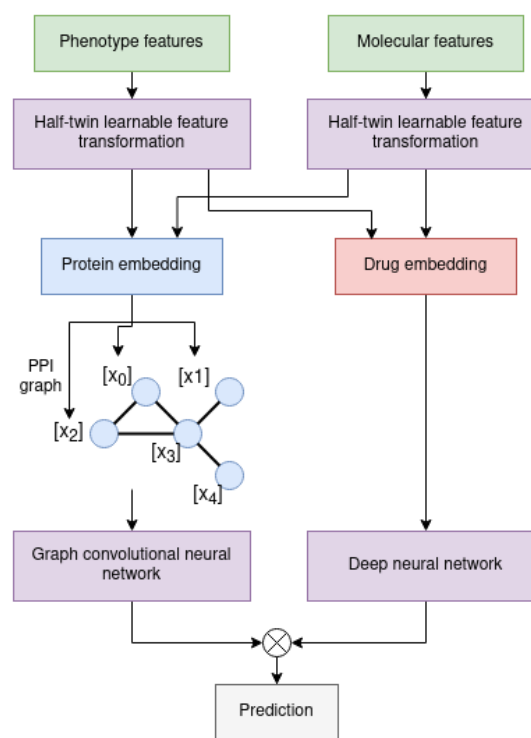 Phenotype features
Molecular features
Half-twin learnable feature
transformation
Half-twin learnable feature
transformation
Protein embedding
Drug embedding
PPI
graph
[x₀]
[x1]
[x₂]
[x₃]
[x₄]
Graph convolutional neural
network
Deep neural network
Prediction